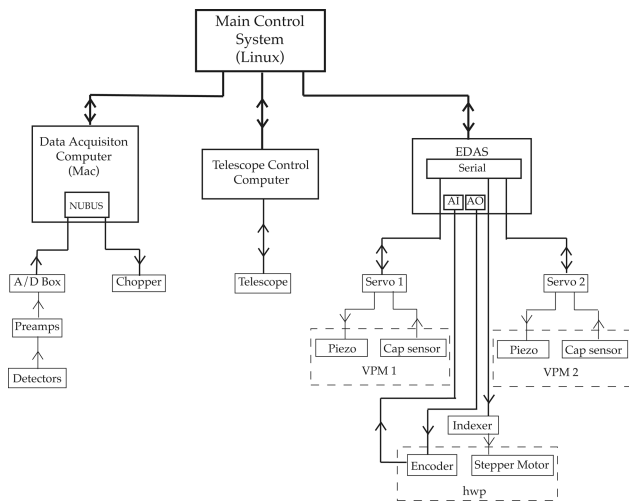 Main Control
System
(Linux)
Data Acquisiton
Computer
(Mac)
NUBUS
Telescope Control
Computer
EDAS
Serial
AI
AO
A/D Box
Chopper
Telescope
Servo 1
Servo 2
Preamps
Piezo
Cap sensor
VPM 1
Piezo
Cap sensor
VPM 2
Detectors
Indexer
Encoder
Stepper Motor
hwp